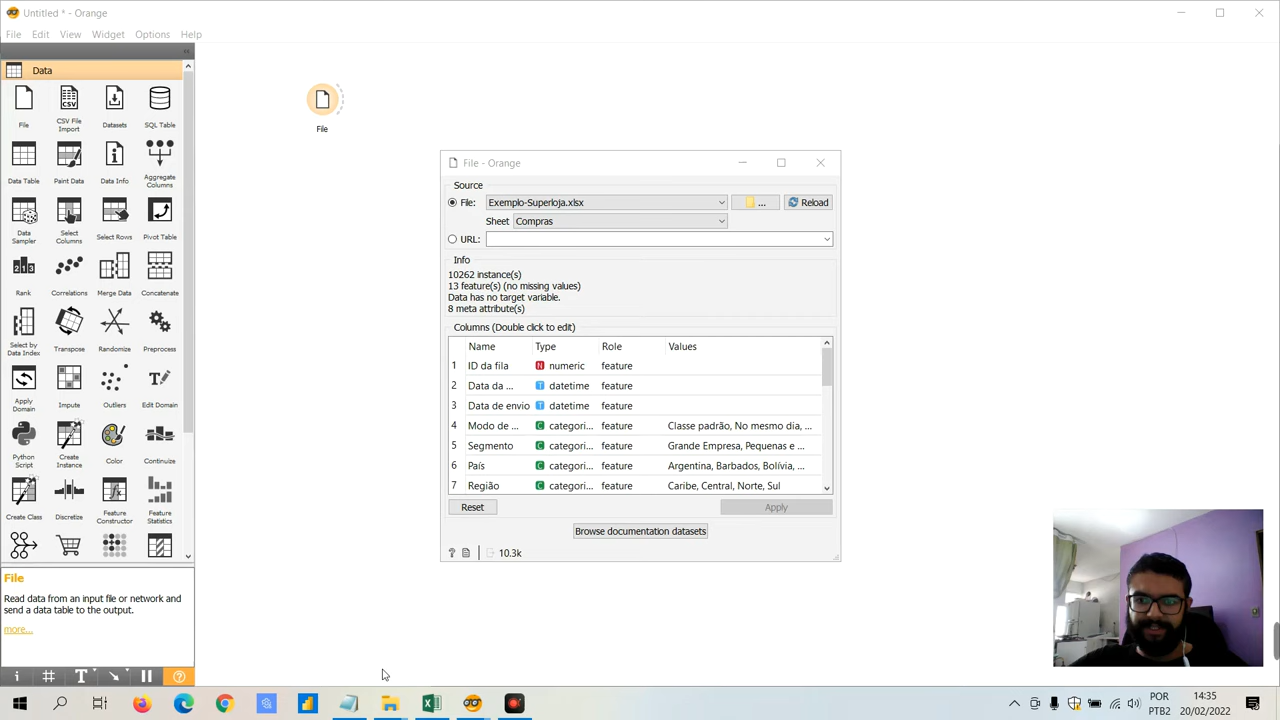 Untitled * - Orange
File Edit View Widget Options Help
Data
File
CSV File Import
Datasets
SQL Table
Data Table
Paint Data
Data Info
Aggregate Columns
Data Sampler
Select Columns
Select Rows
Pivot Table
Rank
Correlations
Merge Data
Concatenate
Select by Data Index
Transpose
Randomize
Preprocess
Apply Domain
Impute
Outliers
Edit Domain
Python Script
Create Instance
Color
Continuize
Create Class
Discretize
Feature Constructor
Feature Statistics
File
Read data from an input file or network and
send a data table to the output.
more...
File
File - Orange
Source
File: Exemplo-Superloja.xlsx ... Reload
Sheet Compras
URL:
Info
10262 instance(s)
13 feature(s) (no missing values)
Data has no target variable.
8 meta attribute(s)
Columns (Double click to edit)
Name Type Role Values
1 ID da fila N numeric feature
2 Data da ... T datetime feature
3 Data de envio T datetime feature
4 Modo de ... C categori... feature Classe padrão, No mesmo dia, ...
5 Segmento C categori... feature Grande Empresa, Pequenas e ...
6 País C categori... feature Argentina, Barbados, Bolívia, ...
7 Região C categori... feature Caribe, Central, Norte, Sul
Reset Apply
Browse documentation datasets
? 10.3k
POR
PTB2
14:35
20/02/2022